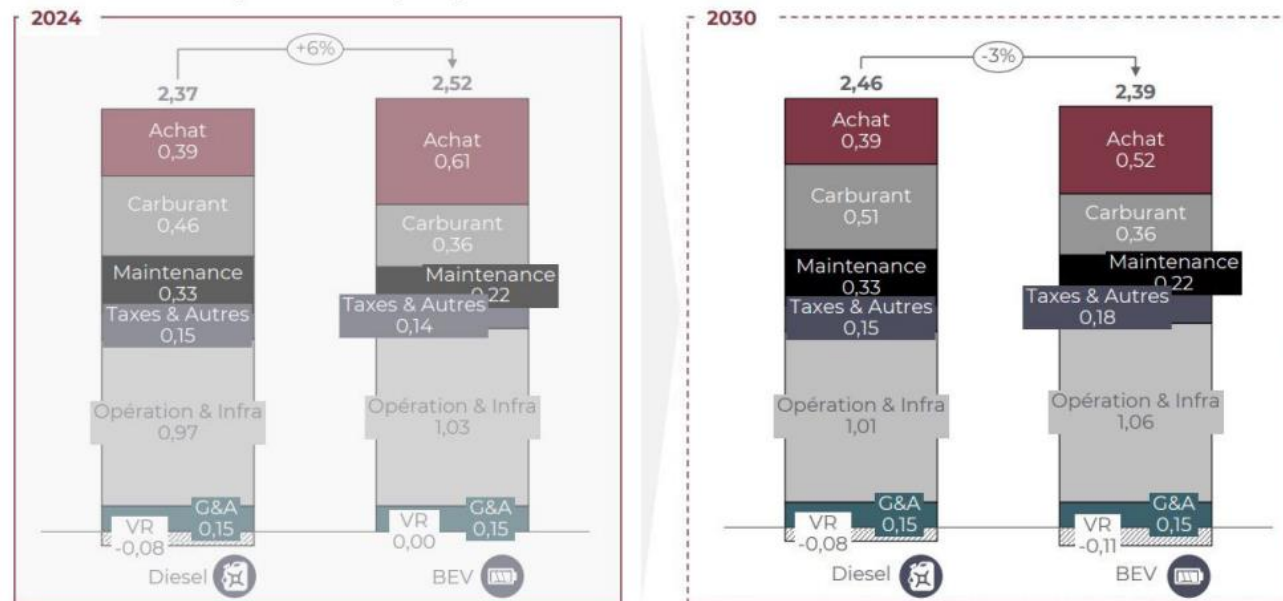 2024
+6%
2,37
2,52
Achat
0,39
Carburant
0,46
Maintenance
0,33
Taxes & Autres
0,15
Opération & Infra
0,97
G&A
0,15
VR
-0,08
Diesel
Achat
0,61
Carburant
0,36
Maintenance
0,22
Taxes & Autres
0,14
Opération & Infra
1,03
G&A
0,15
VR
0,00
BEV
2030
-3%
2,46
2,39
Achat
0,39
Carburant
0,51
Maintenance
0,33
Taxes & Autres
0,15
Opération & Infra
1,01
G&A
0,15
VR
-0,08
Diesel
Achat
0,52
Carburant
0,36
Maintenance
0,22
Taxes & Autres
0,18
Opération & Infra
1,06
G&A
0,15
VR
-0,11
BEV